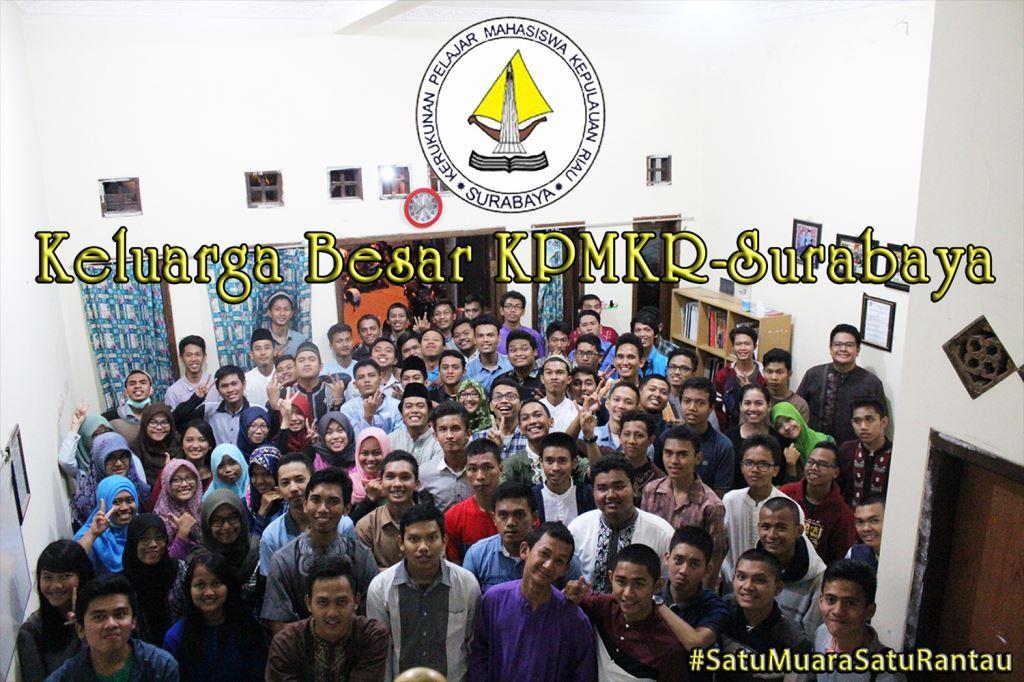 KERUKUNAN PELAJAR MAHASISWA KEPULAUAN RIAU
* SURABAYA *
Keluarga Besar KPMKR-Surabaya
#SatuMuaraSatuRantau